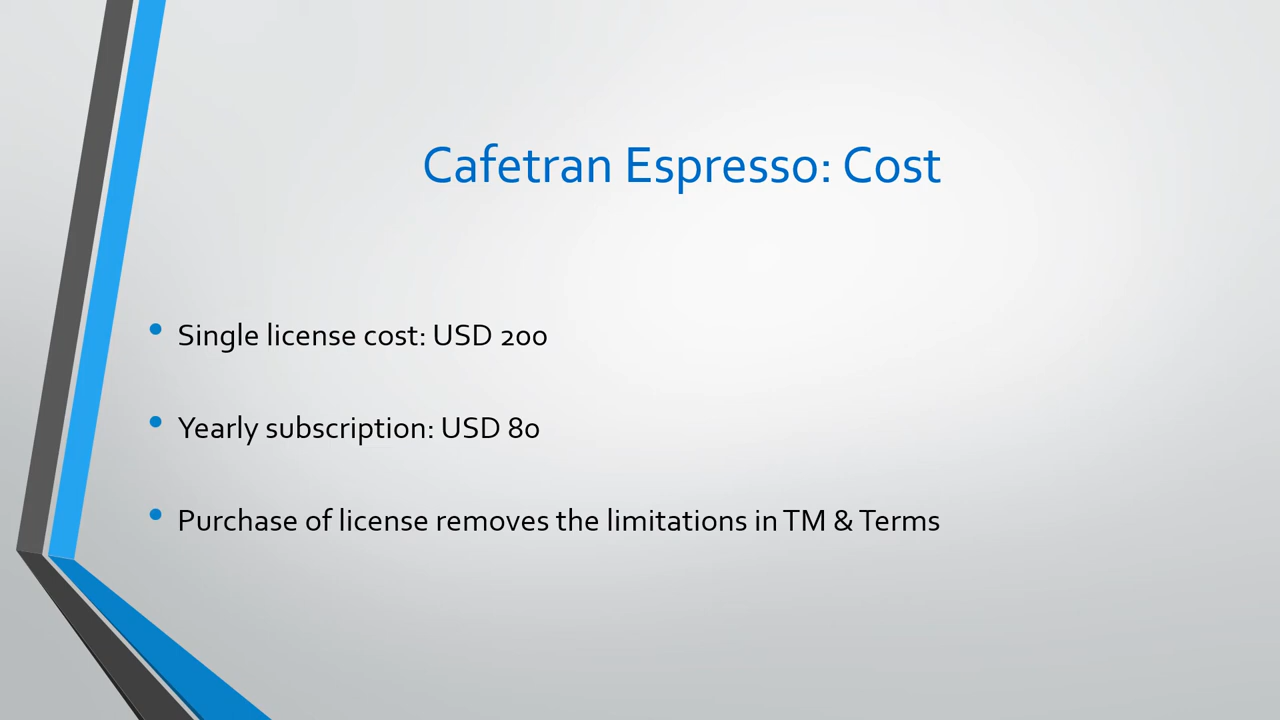 Cafetran Espresso: Cost
Single license cost: USD 200
Yearly subscription: USD 80
Purchase of license removes the limitations in TM & Terms